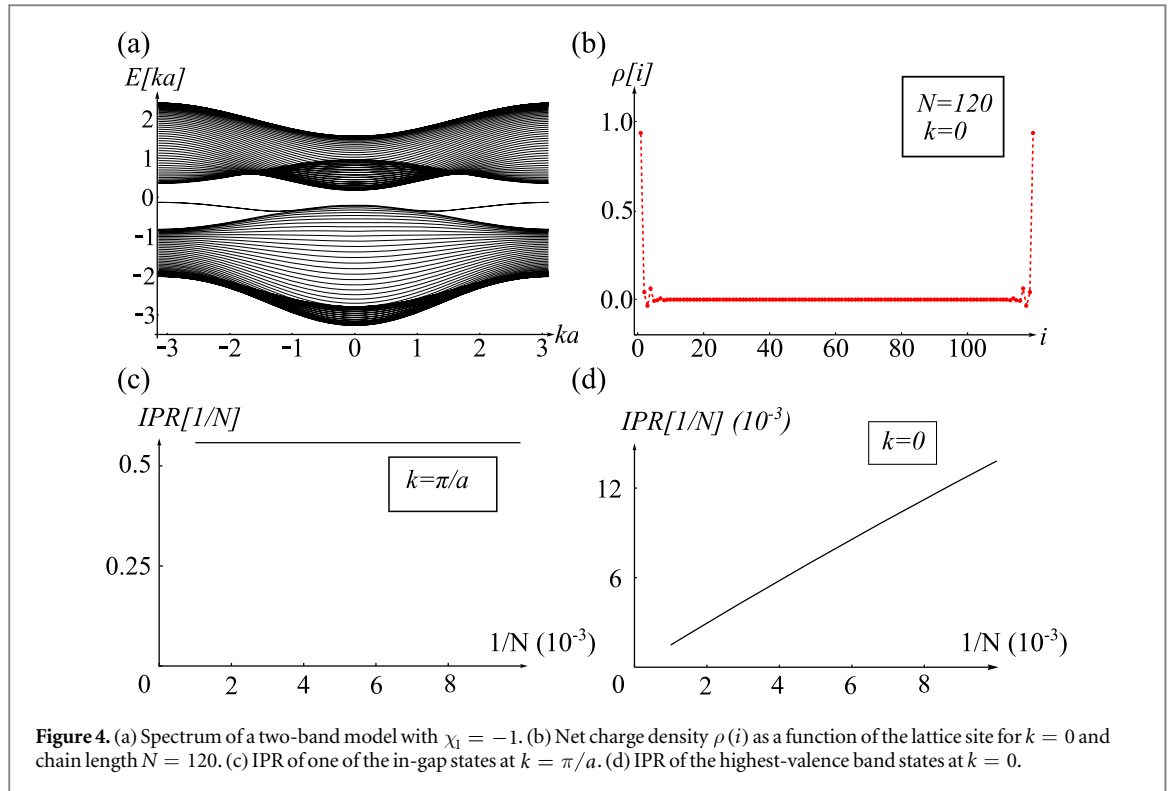 (a)
E[ka]
2
1
0
-1
-2
-3
-3 -2 -1 0 1 2 3 ka
(b)
ρ[i]
N=120
k=0
1.0
0.5
0.0
0 20 40 60 80 100 i
(c)
IPR[1/N]
0.5
k=π/a
0.25
1/N (10⁻³)
0 2 4 6 8
(d)
IPR[1/N] (10⁻³)
k=0
12
6
1/N (10⁻³)
0 2 4 6 8
Figure 4. (a) Spectrum of a two-band model with χ₁ = −1. (b) Net charge density ρ(i) as a function of the lattice site for k = 0 and
chain length N = 120. (c) IPR of one of the in-gap states at k = π/a. (d) IPR of the highest-valence band states at k = 0.